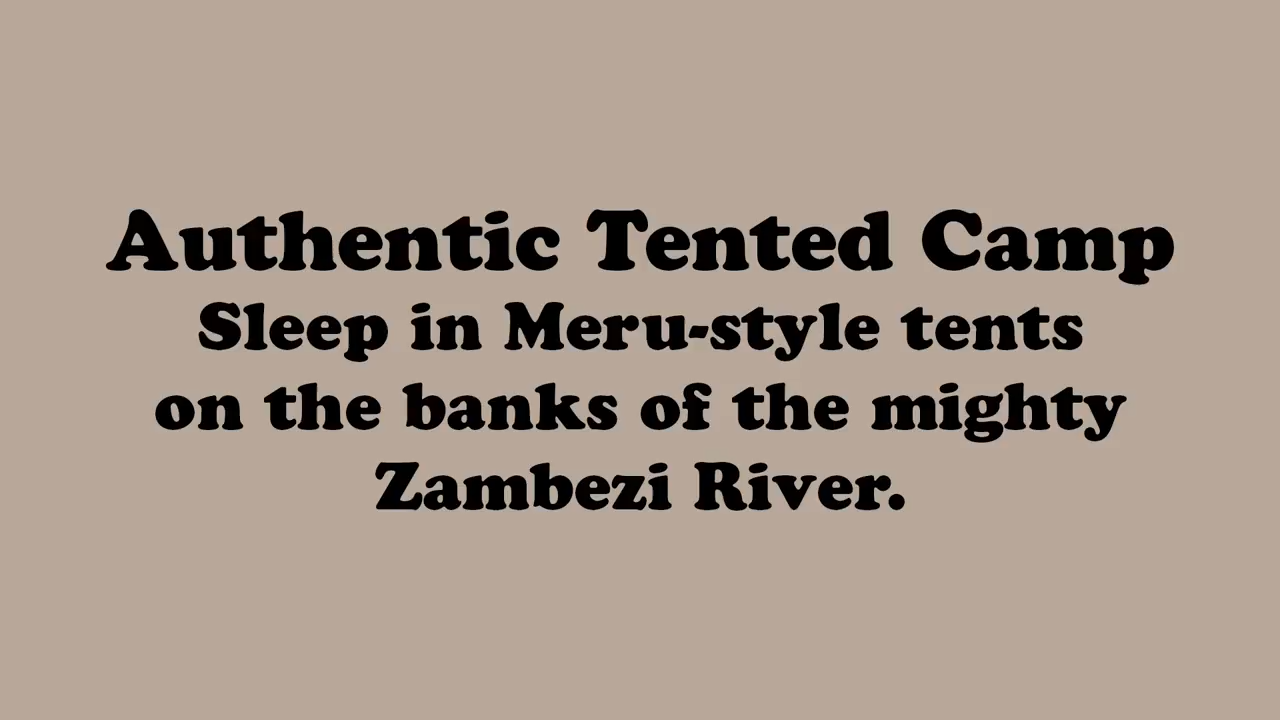 Authentic Tented Camp
Sleep in Meru-style tents
on the banks of the mighty
Zambezi River.